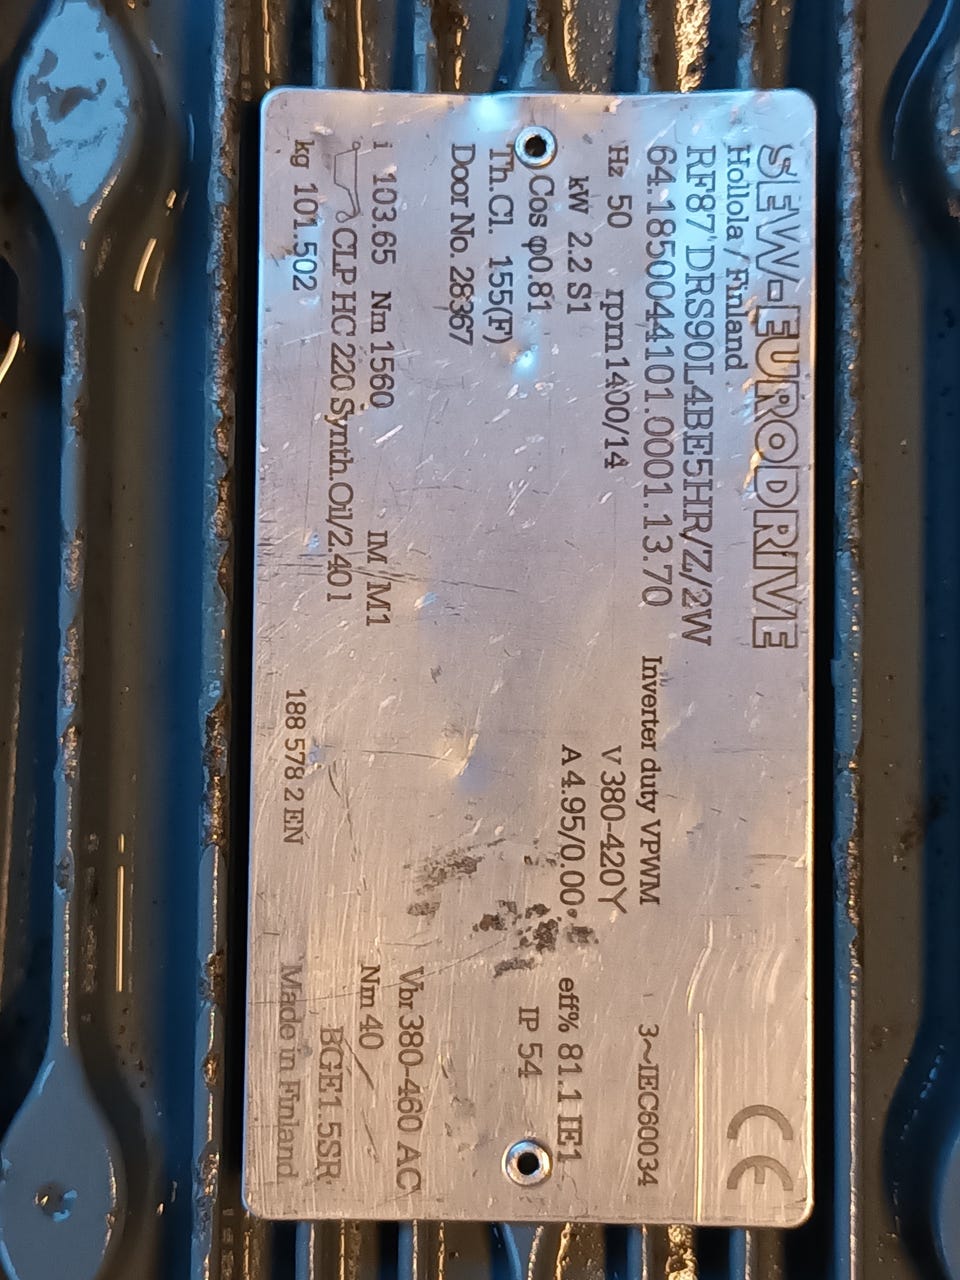 SEW-EURODRIVE
Hollola / Finland
RF87 DRS90L4BE5HR/Z/2W
64.1850044101.0001.13.70 Inverter duty VPWM 3~IEC60034
Hz 50 rpm 1400/14 V 380-420Y
kW 2.2 S1 A 4.95/0.00 eff% 81.1 IE1
Cos φ0.81 IP 54
Th.Cl. 155(F)
Door No. 28367
Vbr 380-460 AC
i 103.65 Nm 1560 IM M1 Nm 40
CLP HC 220 Synth.Oil/2.40 l BGE1.5SR
kg 101.502 188 578 2 EN Made in Finland
CE